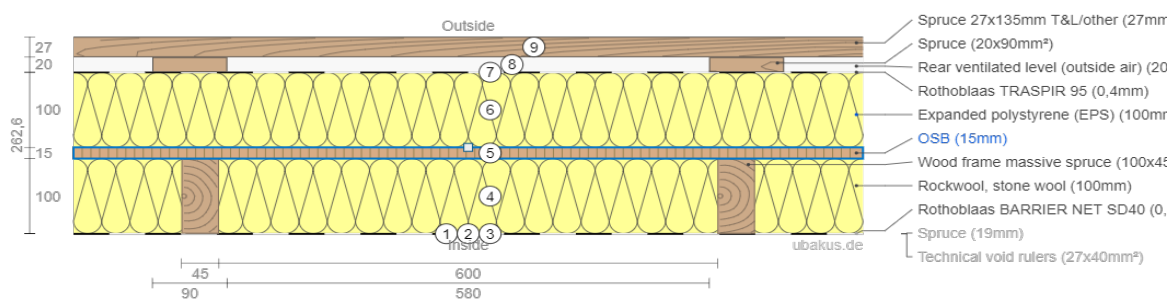 Outside
Spruce 27x135mm T&L/other (27mm
Spruce (20x90mm²)
Rear ventilated level (outside air) (20
Rothoblaas TRASPIR 95 (0,4mm)
Expanded polystyrene (EPS) (100mm
OSB (15mm)
Wood frame massive spruce (100x45
Rockwool, stone wool (100mm)
Rothoblaas BARRIER NET SD40 (0,
Spruce (19mm)
Technical void rulers (27x40mm²)
27
20
100
15
100
262,6
9
8
7
6
5
4
1 2 3
Inside
ubakus.de
45 600
90 580